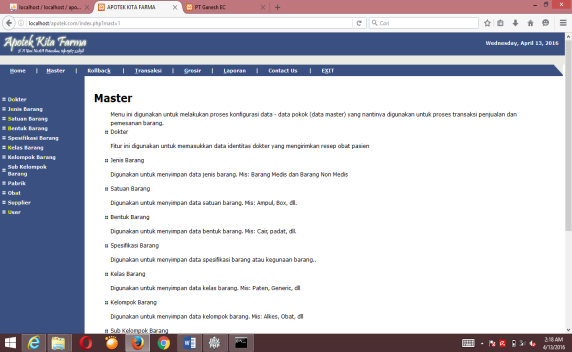 localhost / localhost / apo...
APOTEK KITA FARMA
PT Garesh EC
localhost/apotek.com/index.php?mast=1
Cari
Apotek Kita Farma
Wednesday, April 13, 2016
Home | Master | Rollback | Transaksi | Grosir | Laporan | Contact Us | EXIT
Dokter
Jenis Barang
Satuan Barang
Bentuk Barang
Spesifikasi Barang
Kelas Barang
Kelompok Barang
Sub Kelompok
Barang
Pabrik
Obat
Supplier
User
Master
Menu ini digunakan untuk melakukan proses konfigurasi data - data pokok (data master) yang nantinya digunakan untuk proses transaksi penjualan dan
pemesanan barang.
Dokter
Fitur ini digunakan untuk memasukkan data identitas dokter yang mengirimkan resep obat pasien
Jenis Barang
Digunakan untuk menyimpan data jenis barang. Mis: Barang Medis dan Barang Non Medis
Satuan Barang
Digunakan untuk menyimpan data satuan barang. Mis: Ampul, Box, dll.
Bentuk Barang
Digunakan untuk menyimpan data bentuk barang. Mis: Cair, padat, dll.
Spesifikasi Barang
Digunakan untuk menyimpan data spesifikasi barang atau kegunaan barang..
Kelas Barang
Digunakan untuk menyimpan data kelas barang. Mis: Paten, Generic, dll
Kelompok Barang
Digunakan untuk menyimpan data kelompok barang. Mis: Alkes, Obat, dll
Sub Kelompok Barang
2:18 AM
4/13/2016